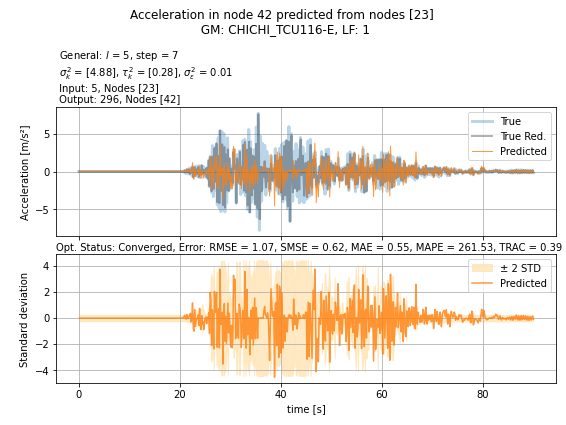 Acceleration in node 42 predicted from nodes [23]
GM: CHICHI_TCU116-E, LF: 1
General: l = 5, step = 7
σ²ₖ = [4.88], τ²ₖ = [0.28], σ²ε = 0.01
Input: 5, Nodes [23]
Output: 296, Nodes [42]
Acceleration [m/s²]
5
0
−5
True
True Red.
Predicted
Opt. Status: Converged, Error: RMSE = 1.07, SMSE = 0.62, MAE = 0.55, MAPE = 261.53, TRAC = 0.39
Standard deviation
4
2
0
−2
−4
± 2 STD
Predicted
0 20 40 60 80
time [s]